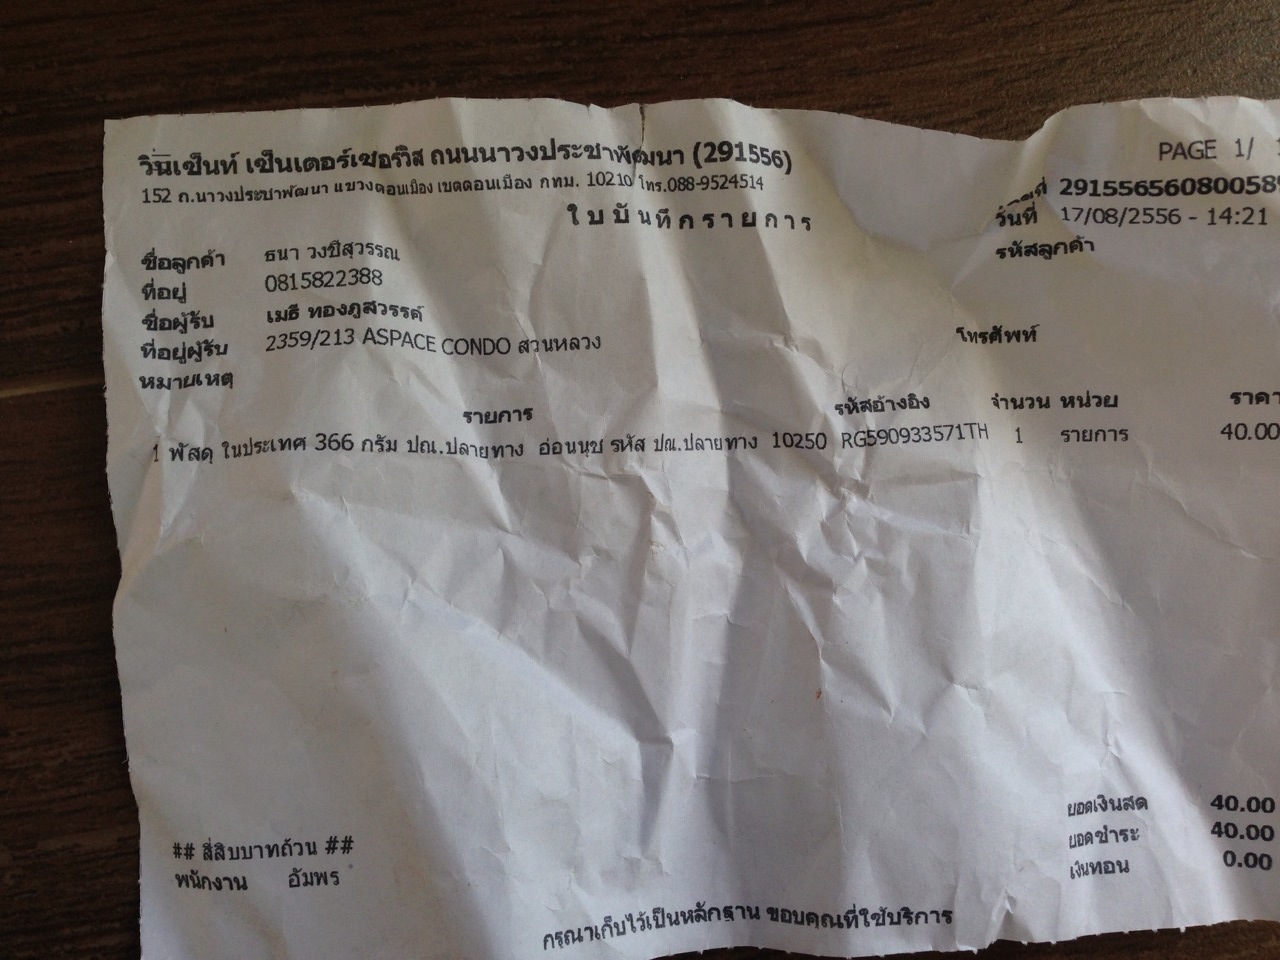 วินเซ็นท์ เซ็นเตอร์เซอร์วิส ถนนนาวงประชาพัฒนา (291556)
PAGE 1/
152 ถ.นาวงประชาพัฒนา แขวงดอนเมือง เขตดอนเมือง กทม. 10210 โทร.088-9524514
291556560800589
ใบบันทึกรายการ
วันที่ 17/08/2556 - 14:21
ชื่อลูกค้า ธนา วงษ์สุวรรณ
รหัสลูกค้า
ที่อยู่ 0815822388
ชื่อผู้รับ เมธี ทองภูสวรรค์
ที่อยู่ผู้รับ 2359/213 ASPACE CONDO สวนหลวง
โทรศัพท์
หมายเหตุ
รายการ รหัสอ้างอิง จำนวน หน่วย ราคา
1 พัสดุ ในประเทศ 366 กรัม ปณ.ปลายทาง อ่อนนุช รหัส ปณ.ปลายทาง 10250 RG590933571TH 1 รายการ 40.00
ยอดเงินสด 40.00
ยอดชำระ 40.00
เงินทอน 0.00
## สี่สิบบาทถ้วน ##
พนักงาน อัมพร
กรุณาเก็บไว้เป็นหลักฐาน ขอบคุณที่ใช้บริการ